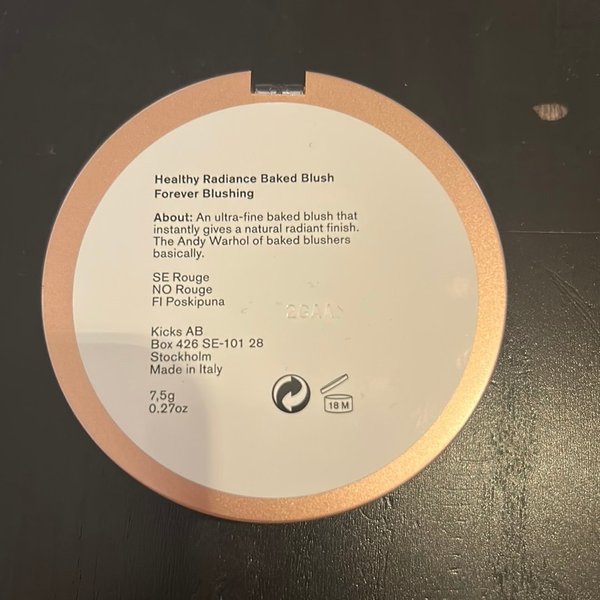 Healthy Radiance Baked Blush
Forever Blushing
About: An ultra-fine baked blush that
instantly gives a natural radiant finish.
The Andy Warhol of baked blushers
basically.
SE Rouge
NO Rouge
FI Poskipuna
Kicks AB
Box 426 SE-101 28
Stockholm
Made in Italy
7,5g
0.27oz
18 M